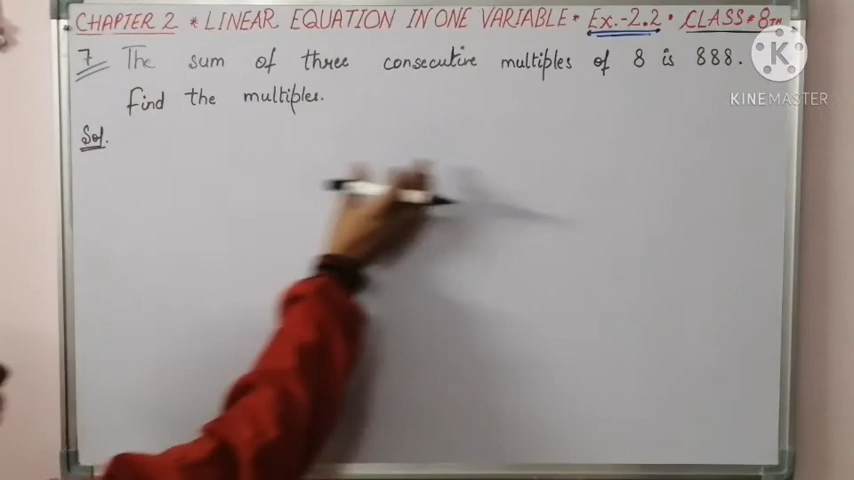 CHAPTER 2 * LINEAR EQUATION IN ONE VARIABLE * Ex.-2.2 • CLASS * 8TH
7 The sum of three consecutive multiples of 8 is 888.
find the multiples.
Sol.
K
KINEMASTER